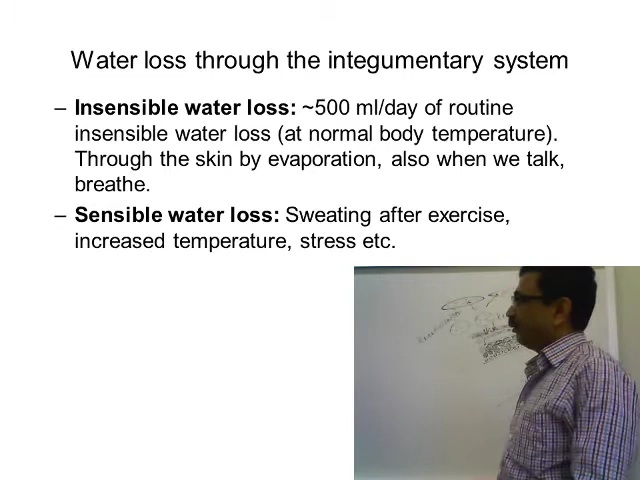 Water loss through the integumentary system
– Insensible water loss: ~500 ml/day of routine
insensible water loss (at normal body temperature).
Through the skin by evaporation, also when we talk,
breathe.
– Sensible water loss: Sweating after exercise,
increased temperature, stress etc.